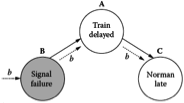 A
Train
delayed
B
Signal
failure
C
Norman
late
b
b
b